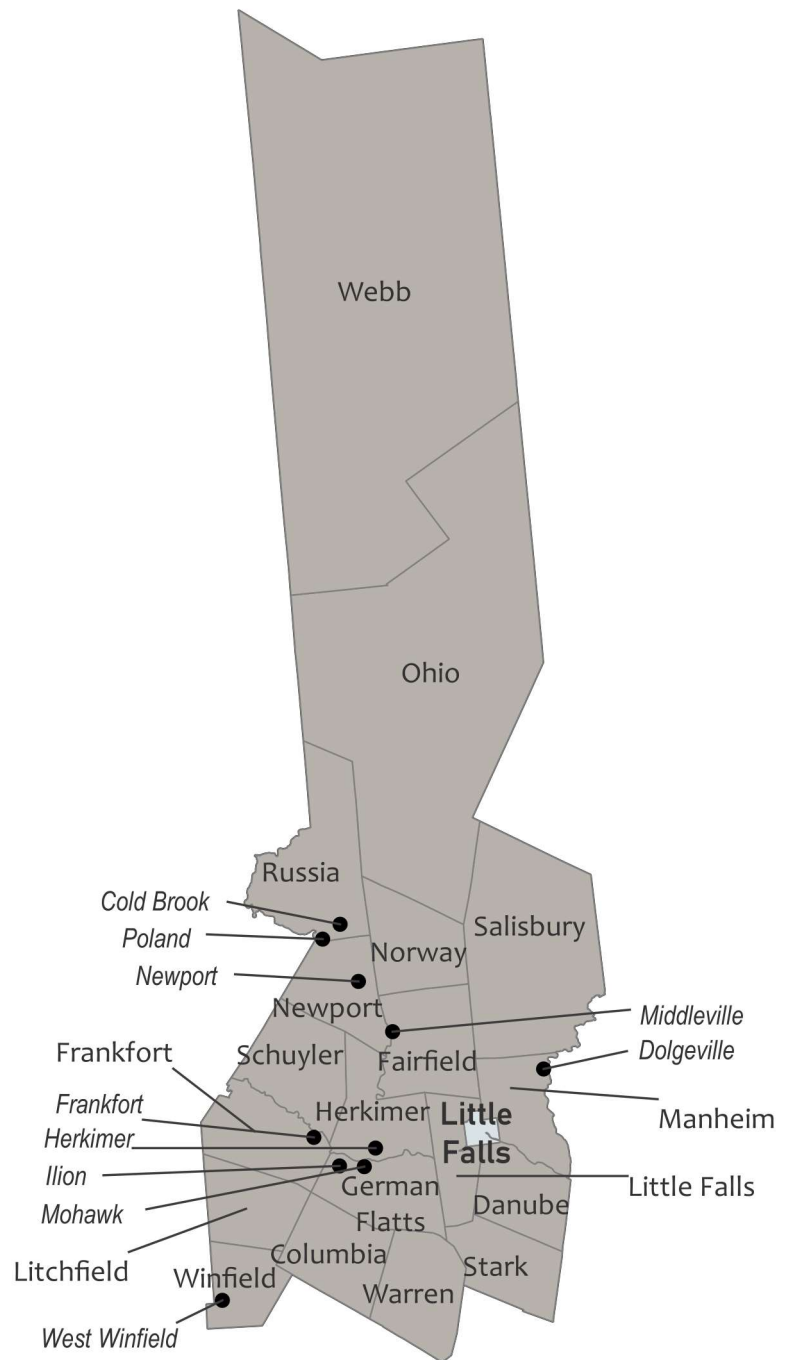 Webb
Ohio
Russia
Cold Brook
Salisbury
Poland
Norway
Newport
Newport
Middleville
Frankfort
Schuyler
Fairfield
Dolgeville
Frankfort
Herkimer
Little
Falls
Manheim
Herkimer
Ilion
German
Flatts
Little Falls
Mohawk
Danube
Columbia
Litchfield
Winfield
Stark
Warren
West Winfield